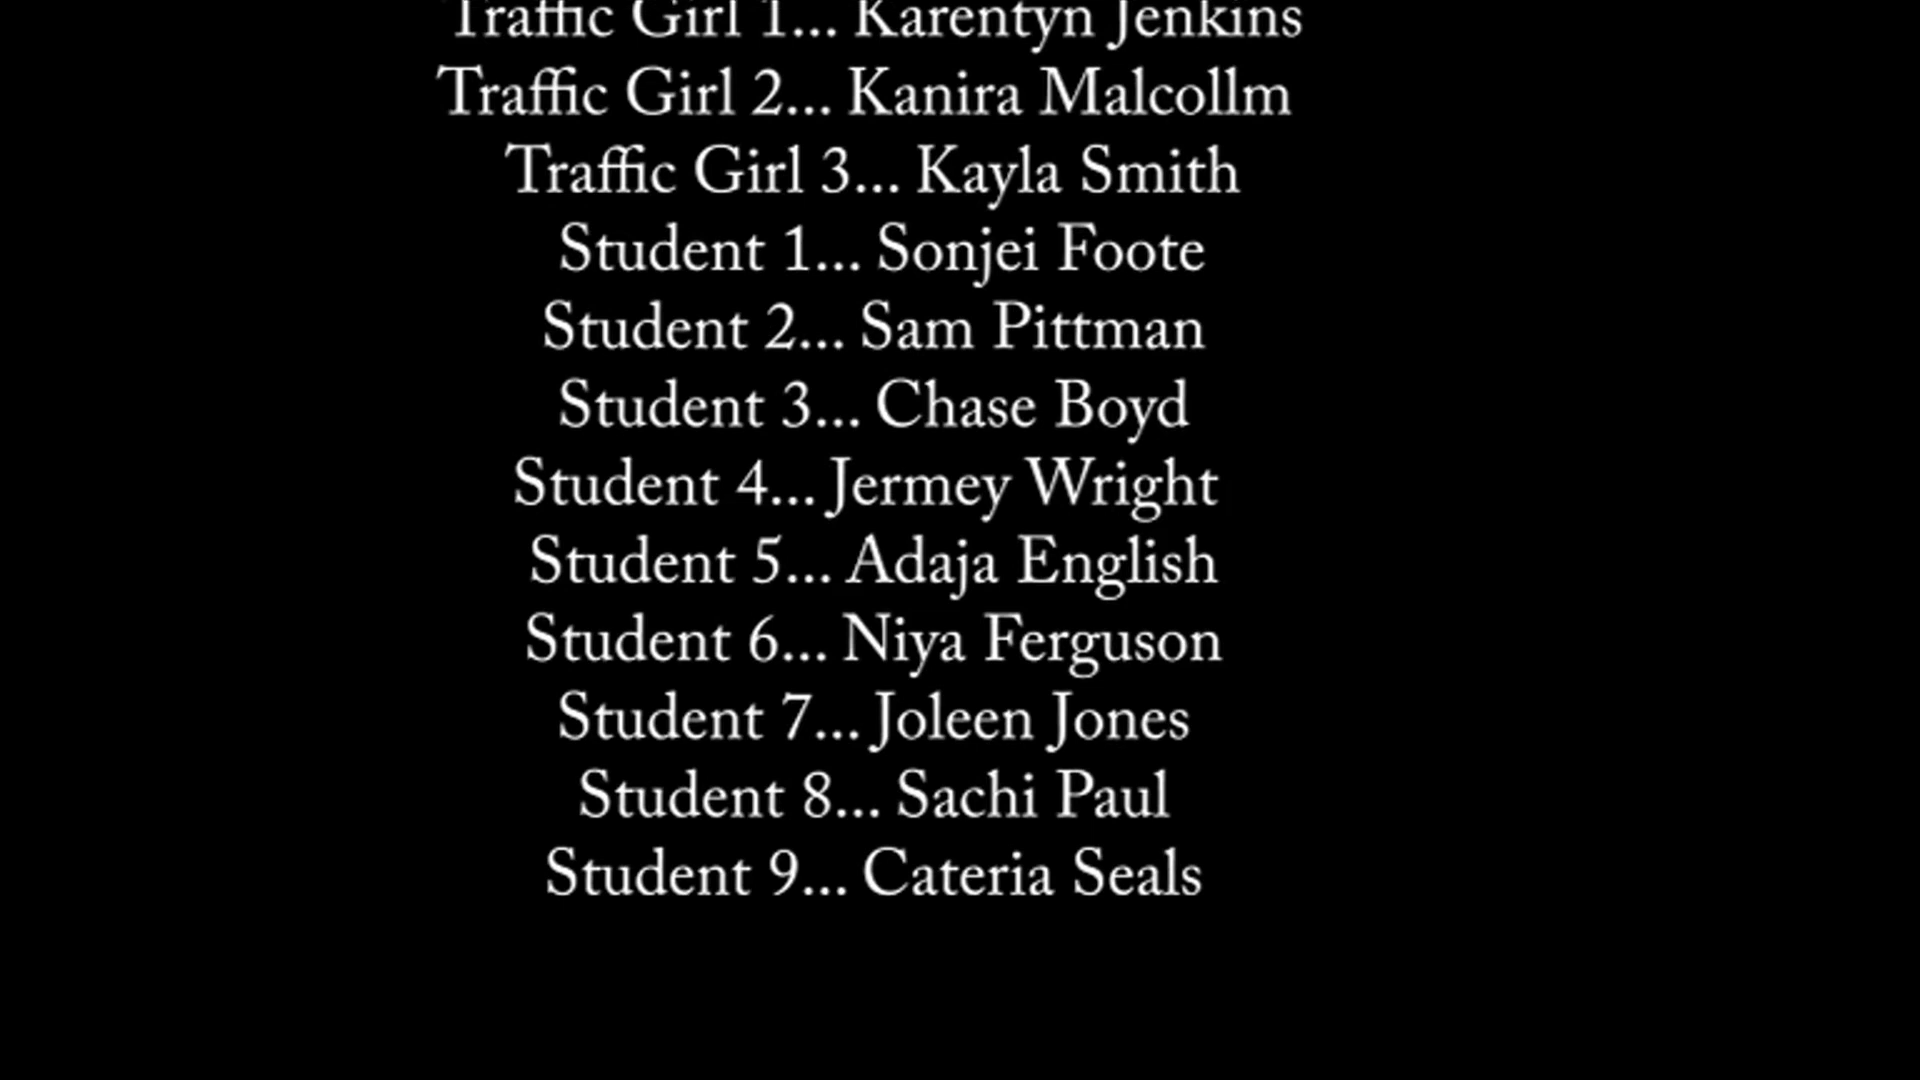 Traffic Girl 1... Karentyn Jenkins
Traffic Girl 2... Kanira Malcollm
Traffic Girl 3... Kayla Smith
Student 1... Sonjei Foote
Student 2... Sam Pittman
Student 3... Chase Boyd
Student 4... Jermey Wright
Student 5... Adaja English
Student 6... Niya Ferguson
Student 7... Joleen Jones
Student 8... Sachi Paul
Student 9... Cateria Seals